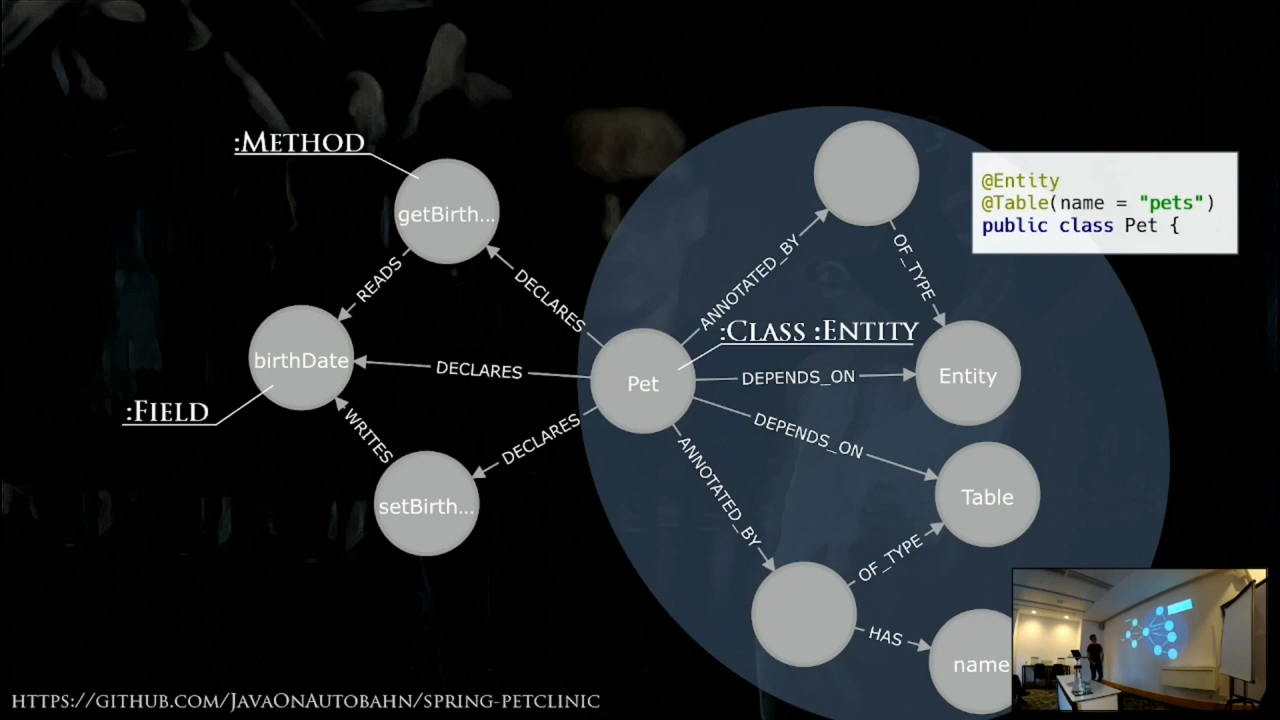 :Method
getBirth...
READS
DECLARES
birthDate
DECLARES
:Field
WRITES
DECLARES
setBirth...
Pet
:Class :Entity
ANNOTATED_BY
OF_TYPE
DEPENDS_ON
Entity
DEPENDS_ON
Table
ANNOTATED_BY
OF_TYPE
HAS
name
@Entity
@Table(name = "pets")
public class Pet {
https://github.com/JavaOnAutobahn/spring-petclinic